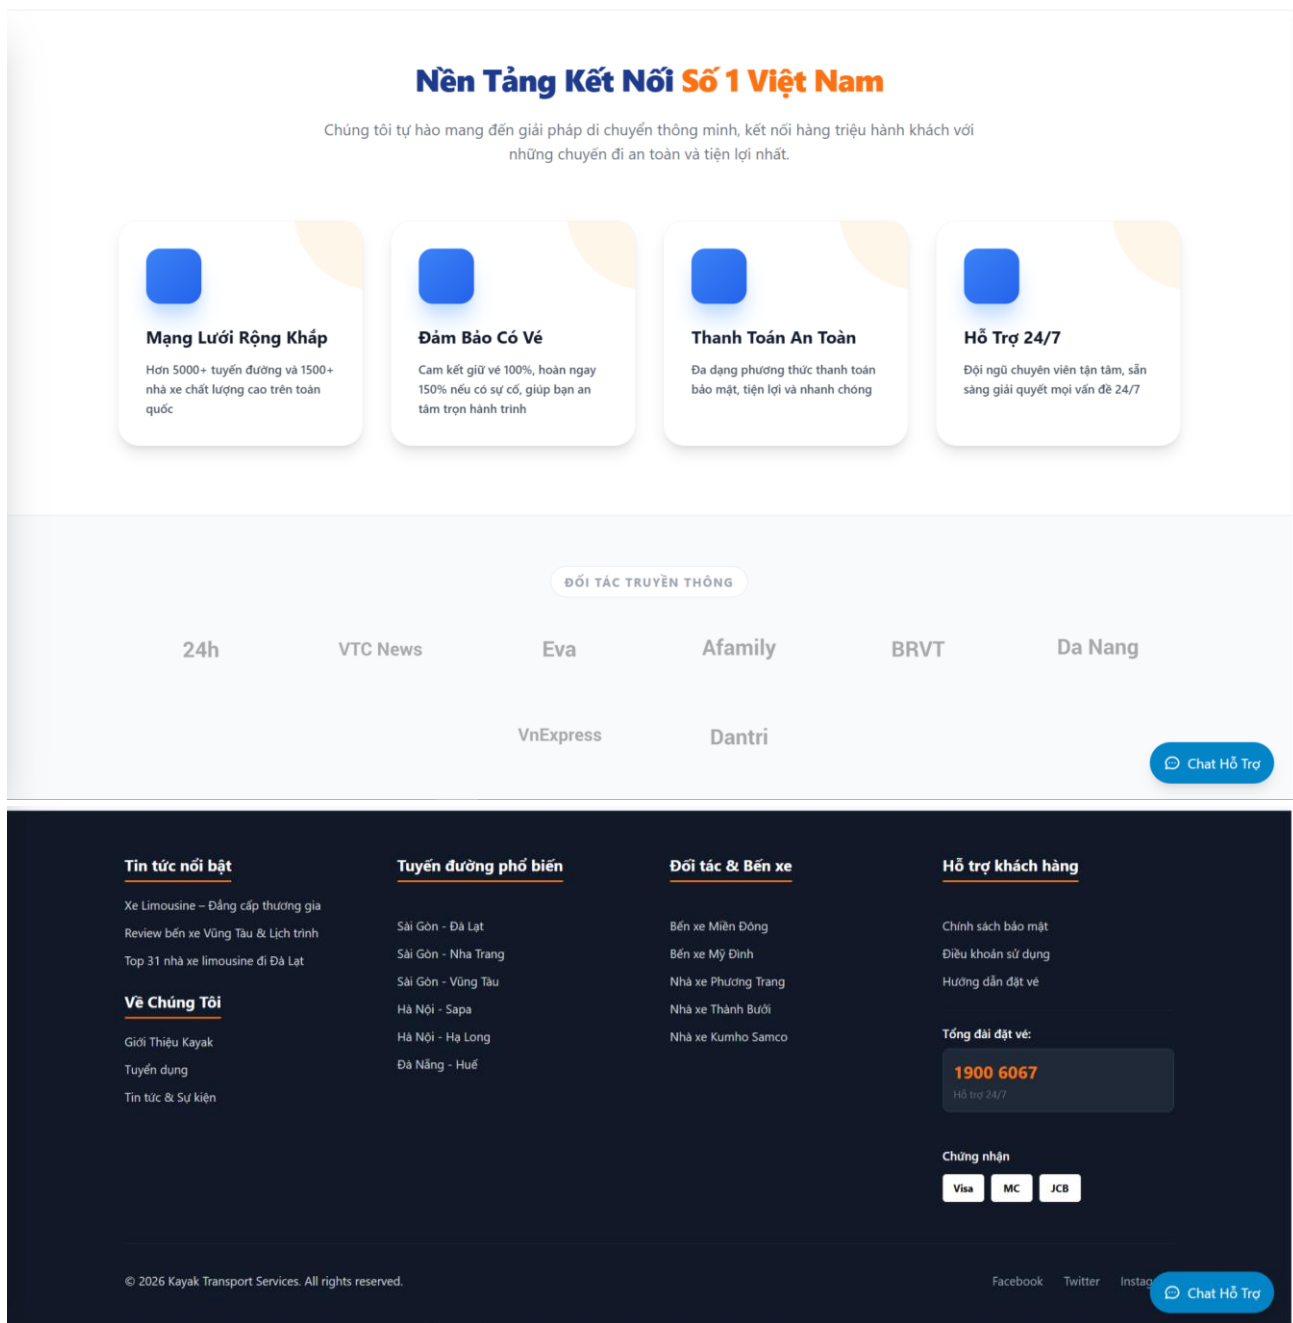 Nền Tảng Kết Nối Số 1 Việt Nam
Chúng tôi tự hào mang đến giải pháp di chuyển thông minh, kết nối hàng triệu hành khách với
những chuyến đi an toàn và tiện lợi nhất.
Mạng Lưới Rộng Khắp
Hơn 5000+ tuyến đường và 1500+
nhà xe chất lượng cao trên toàn
quốc
Đảm Bảo Có Vé
Cam kết giữ vé 100%, hoàn ngay
150% nếu có sự cố, giúp bạn an
tâm trọn hành trình
Thanh Toán An Toàn
Đa dạng phương thức thanh toán
bảo mật, tiện lợi và nhanh chóng
Hỗ Trợ 24/7
Đội ngũ chuyên viên tận tâm, sẵn
sàng giải quyết mọi vấn đề 24/7
ĐỐI TÁC TRUYỀN THÔNG
24h
VTC News
Eva
Afamily
BRVT
Da Nang
VnExpress
Dantri
Chat Hỗ Trợ
Tin tức nổi bật
Xe Limousine – Đẳng cấp thương gia
Review bến xe Vũng Tàu & Lịch trình
Top 31 nhà xe limousine đi Đà Lạt
Về Chúng Tôi
Giới Thiệu Kayak
Tuyển dụng
Tin tức & Sự kiện
Tuyến đường phổ biến
Sài Gòn - Đà Lạt
Sài Gòn - Nha Trang
Sài Gòn - Vũng Tàu
Hà Nội - Sapa
Hà Nội - Hạ Long
Đà Nẵng - Huế
Đối tác & Bến xe
Bến xe Miền Đông
Bến xe Mỹ Đình
Nhà xe Phương Trang
Nhà xe Thành Bưởi
Nhà xe Kumho Samco
Hỗ trợ khách hàng
Chính sách bảo mật
Điều khoản sử dụng
Hướng dẫn đặt vé
Tổng đài đặt vé:
1900 6067
Hỗ trợ 24/7
Chứng nhận
Visa
MC
JCB
© 2026 Kayak Transport Services. All rights reserved.
Facebook
Twitter
Chat Hỗ Trợ